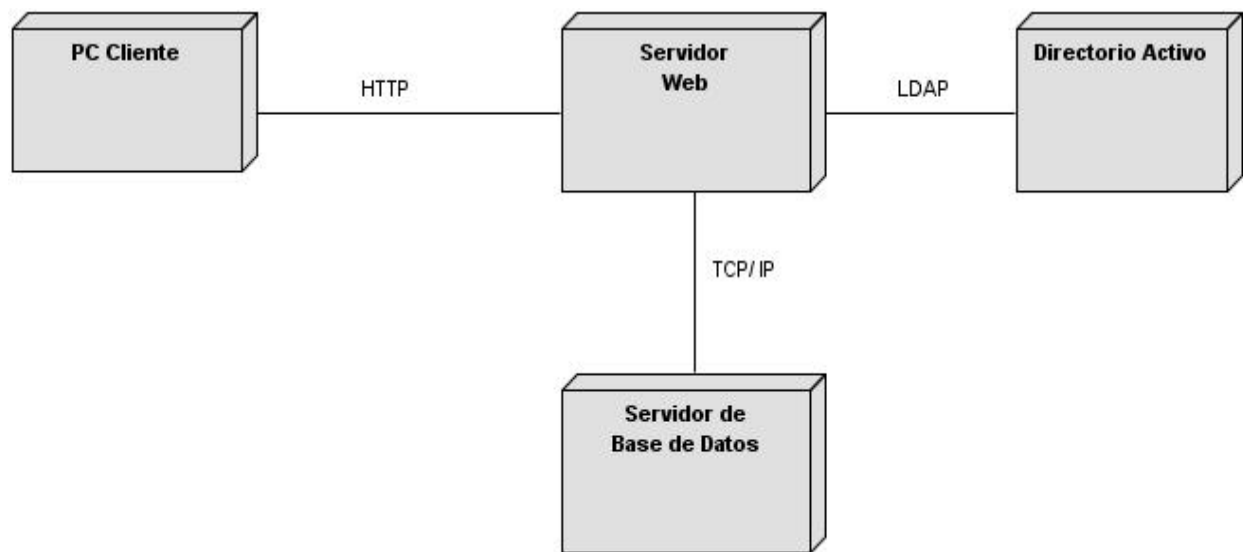 PC Cliente
HTTP
Servidor
Web
LDAP
Directorio Activo
TCP/ IP
Servidor de
Base de Datos